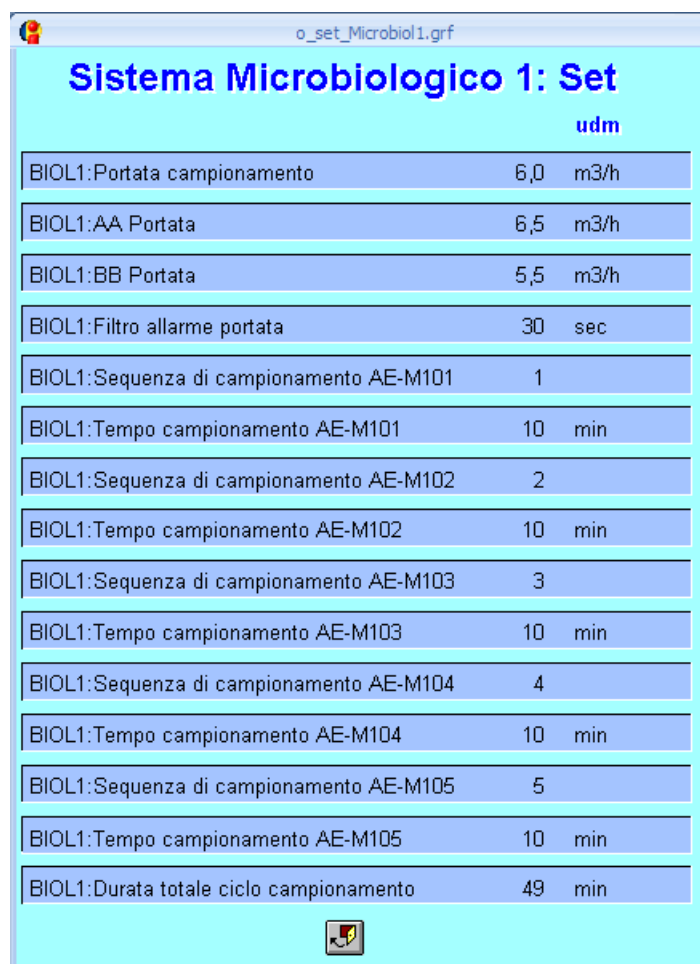 o_set_Microbiol1.grf
Sistema Microbiologico 1: Set
udm
BIOL1:Portata campionamento 6,0 m3/h
BIOL1:AA Portata 6,5 m3/h
BIOL1:BB Portata 5,5 m3/h
BIOL1:Filtro allarme portata 30 sec
BIOL1:Sequenza di campionamento AE-M101 1
BIOL1:Tempo campionamento AE-M101 10 min
BIOL1:Sequenza di campionamento AE-M102 2
BIOL1:Tempo campionamento AE-M102 10 min
BIOL1:Sequenza di campionamento AE-M103 3
BIOL1:Tempo campionamento AE-M103 10 min
BIOL1:Sequenza di campionamento AE-M104 4
BIOL1:Tempo campionamento AE-M104 10 min
BIOL1:Sequenza di campionamento AE-M105 5
BIOL1:Tempo campionamento AE-M105 10 min
BIOL1:Durata totale ciclo campionamento 49 min